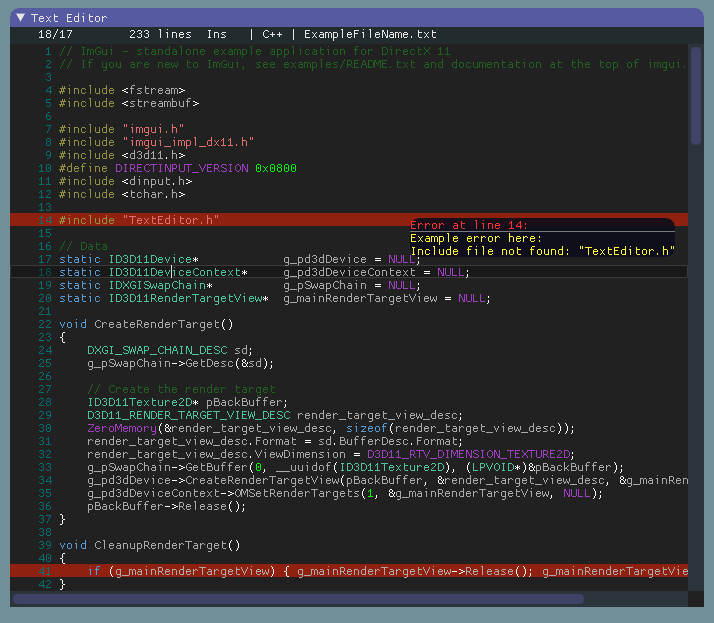 ▼ Text Editor
18/17 233 lines Ins | C++ | ExampleFileName.txt
1 // ImGui - standalone example application for DirectX 11
2 // If you are new to ImGui, see examples/README.txt and documentation at the top of imgui.
3
4 #include <fstream>
5 #include <streambuf>
6
7 #include "imgui.h"
8 #include "imgui_impl_dx11.h"
9 #include <d3d11.h>
10 #define DIRECTINPUT_VERSION 0x0800
11 #include <dinput.h>
12 #include <tchar.h>
13
14 #include "TextEditor.h"
Error at line 14:
Example error here:
Include file not found: "TextEditor.h"
15
16 // Data
17 static ID3D11Device* g_pd3dDevice = NULL;
18 static ID3D11DeviceContext* g_pd3dDeviceContext = NULL;
19 static IDXGISwapChain* g_pSwapChain = NULL;
20 static ID3D11RenderTargetView* g_mainRenderTargetView = NULL;
21
22 void CreateRenderTarget()
23 {
24 DXGI_SWAP_CHAIN_DESC sd;
25 g_pSwapChain->GetDesc(&sd);
26
27 // Create the render target
28 ID3D11Texture2D* pBackBuffer;
29 D3D11_RENDER_TARGET_VIEW_DESC render_target_view_desc;
30 ZeroMemory(&render_target_view_desc, sizeof(render_target_view_desc));
31 render_target_view_desc.Format = sd.BufferDesc.Format;
32 render_target_view_desc.ViewDimension = D3D11_RTV_DIMENSION_TEXTURE2D;
33 g_pSwapChain->GetBuffer(0, __uuidof(ID3D11Texture2D), (LPVOID*)&pBackBuffer);
34 g_pd3dDevice->CreateRenderTargetView(pBackBuffer, &render_target_view_desc, &g_mainRen
35 g_pd3dDeviceContext->OMSetRenderTargets(1, &g_mainRenderTargetView, NULL);
36 pBackBuffer->Release();
37 }
38
39 void CleanupRenderTarget()
40 {
41 if (g_mainRenderTargetView) { g_mainRenderTargetView->Release(); g_mainRenderTargetVie
42 }